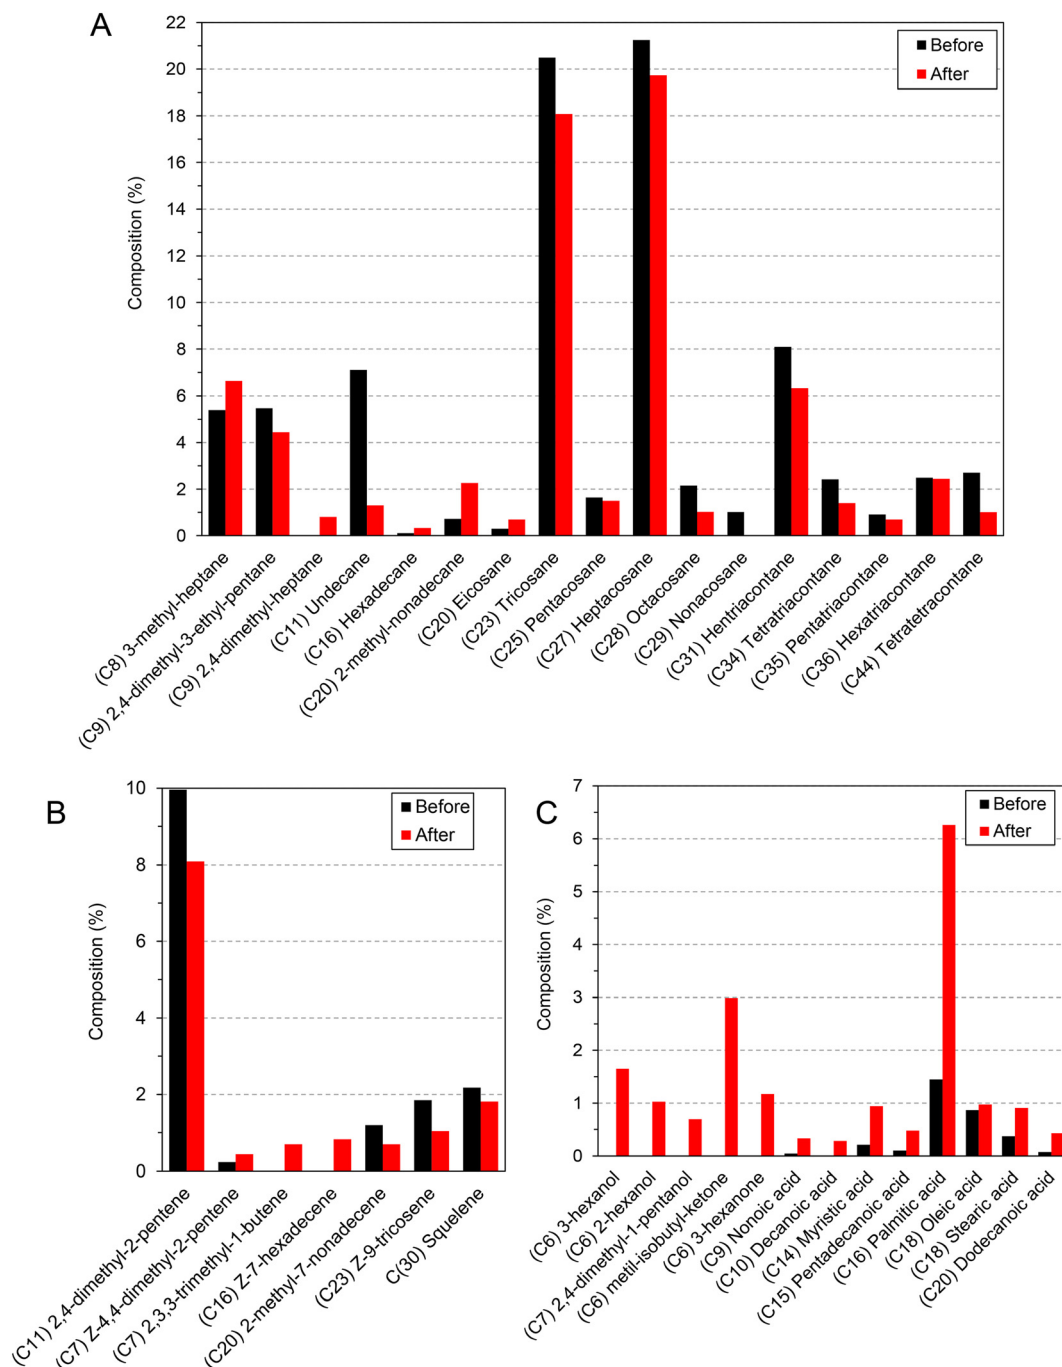 A
22
20
18
16
14
12
10
8
6
4
2
0
Composition (%)
Before
After
(C8) 3-methyl-heptane
(C9) 2,4-dimethyl-3-ethyl-pentane
(C9) 2,4-dimethyl-heptane
(C11) Undecane
(C16) Hexadecane
(C20) 2-methyl-nonadecane
(C20) Eicosane
(C23) Tricosane
(C25) Pentacosane
(C27) Heptacosane
(C28) Octacosane
(C29) Nonacosane
(C31) Hentriacontane
(C34) Tetratriacontane
(C35) Pentatriacontane
(C36) Hexatriacontane
(C44) Tetratetracontane
B
10
8
6
4
2
0
Composition (%)
Before
After
(C11) 2,4-dimethyl-2-pentene
(C7) Z-4,4-dimethyl-2-pentene
(C7) 2,3,3-trimethyl-1-butene
(C16) Z-7-hexadecene
(C20) 2-methyl-7-nonadecene
(C23) Z-9-tricosene
C(30) Squelene
C
7
6
5
4
3
2
1
0
Composition (%)
Before
After
(C6) 3-hexanol
(C6) 2-hexanol
(C7) 2,4-dimethyl-1-pentanol
(C6) metil-isobutyl-ketone
(C6) 3-hexanone
(C9) Nonoic acid
(C10) Decanoic acid
(C14) Myristic acid
(C15) Pentadecanoic acid
(C16) Palmitic acid
(C18) Oleic acid
(C18) Stearic acid
(C20) Dodecanoic acid